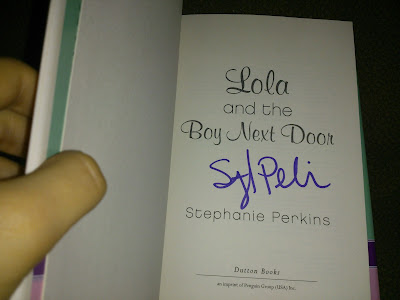 Lola
and the
Boy Next Door
Stephanie Perkins
Dutton Books
an imprint of Penguin Group (USA) Inc.